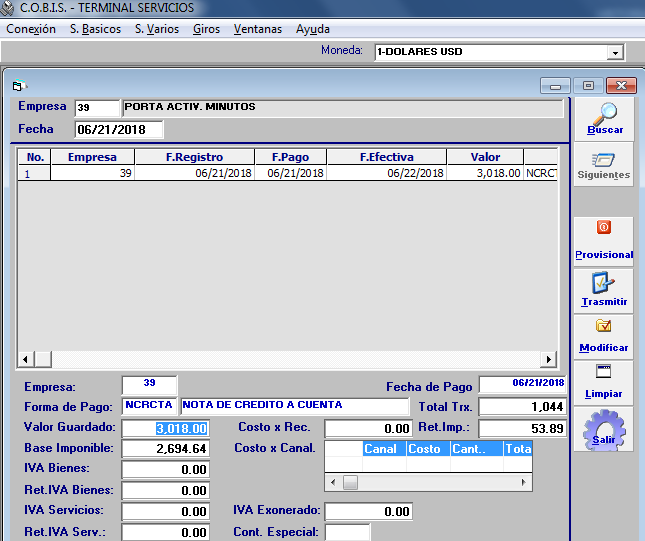 C.O.B.I.S. - TERMINAL SERVICIOS
Conexión S. Basicos S. Varios Giros Ventanas Ayuda
Moneda: 1-DOLARES USD
Empresa 39 PORTA ACTIV. MINUTOS
Fecha 06/21/2018
Buscar
No. Empresa F.Registro F.Pago F.Efectiva Valor
1 39 06/21/2018 06/21/2018 06/22/2018 3,018.00 NCRCT
Siguientes
Provisional
Trasmitir
Modificar
Limpiar
Salir
Empresa: 39 Fecha de Pago 06/21/2018
Forma de Pago: NCRCTA NOTA DE CREDITO A CUENTA Total Trx. 1,044
Valor Guardado: 3,018.00 Costo x Rec. 0.00 Ret.Imp.: 53.89
Base Imponible: 2,694.64 Costo x Canal. Canal Costo Cant.. Tota
IVA Bienes: 0.00
Ret.IVA Bienes: 0.00
IVA Servicios: 0.00 IVA Exonerado: 0.00
Ret.IVA Serv.: 0.00 Cont. Especial: